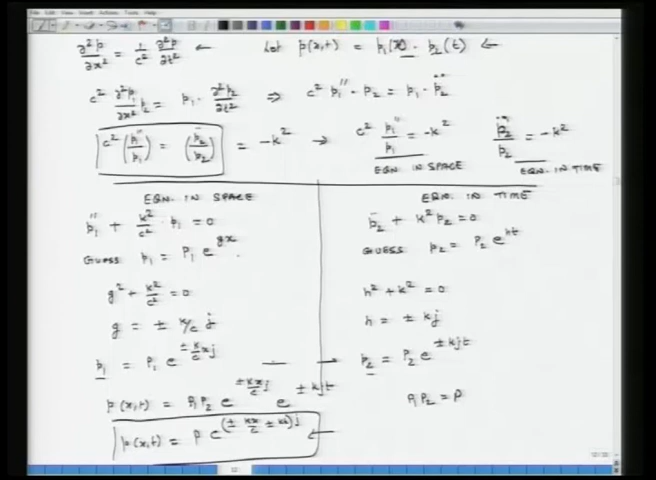 ∂²p/∂x² = 1/c² ∂²p/∂t² ← Let p(x,t) = p₁(x) · p₂(t) ←
c² ∂²p₁/∂x² p₂ = p₁ · ∂²p₂/∂t² ⇒ c² p₁'' · p₂ = p₁ · p̈₂
c² (p₁''/p₁) = (p̈₂/p₂) = -k² → c² p₁''/p₁ = -k² p̈₂/p₂ = -k²
EQN. IN SPACE EQN. IN TIME
EQN. IN SPACE
p₁'' + k²/c² · p₁ = 0
GUESS p₁ = P₁ e^{gx}
g² + k²/c² = 0
g = ± k/c j
p₁ = P₁ e^{± k/c xj}
p(x,t) = P₁P₂ e^{± kx/c j} e^{± kjt}
p(x,t) = P e^{(± kx/c ± kt)j} ←
EQN. IN TIME
p̈₂ + k² p₂ = 0
GUESS p₂ = P₂ e^{ht}
h² + k² = 0
h = ± kj
p₂ = P₂ e^{± kjt}
P₁P₂ = P